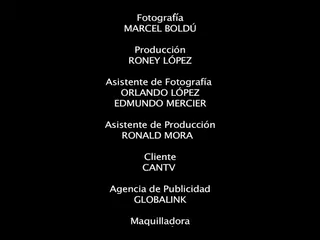 Fotografía
MARCEL BOLDÚ
Producción
RONEY LÓPEZ
Asistente de Fotografía
ORLANDO LÓPEZ
EDMUNDO MERCIER
Asistente de Producción
RONALD MORA
Cliente
CANTV
Agencia de Publicidad
GLOBALINK
Maquilladora